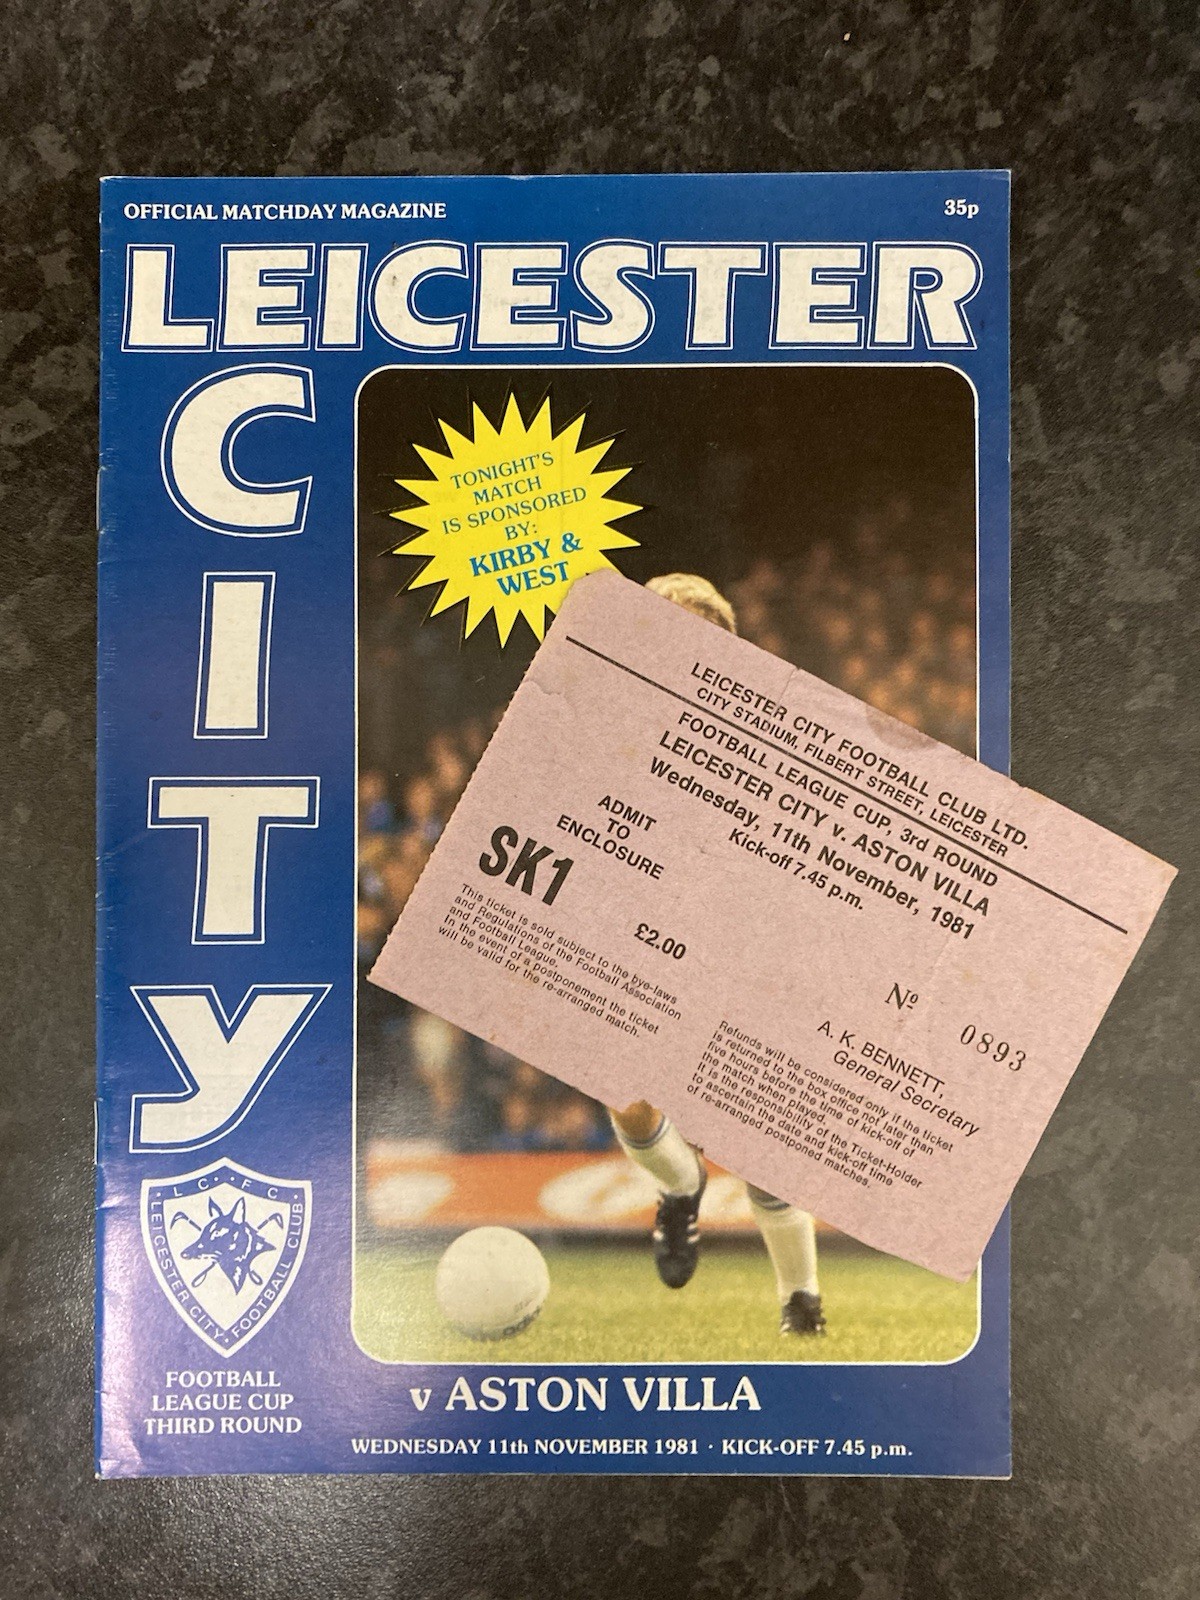 OFFICIAL MATCHDAY MAGAZINE
35p
LEICESTER
CITY
TONIGHT'S
MATCH
IS SPONSORED
BY:
KIRBY &
WEST
LEICESTER CITY FOOTBALL CLUB LTD.
CITY STADIUM, FILBERT STREET, LEICESTER
FOOTBALL LEAGUE CUP, 3rd ROUND
LEICESTER CITY v. ASTON VILLA
Wednesday, 11th November, 1981
Kick-off 7.45 p.m.
ADMIT
TO
ENCLOSURE
SK1
£2.00
This ticket is sold subject to the bye-laws
and Regulations of the Football Association
and Football League.
In the event of a postponement the ticket
will be valid for the re-arranged match.
Nº 0893
A. K. BENNETT,
General Secretary
Refunds will be considered only if the ticket
is returned to the box office not later than
five hours before the time of kick-off of
the match when played.
It is the responsibility of the Ticket-Holder
to ascertain the date and kick-off time
of re-arranged postponed matches.
LCFC
LEICESTER CITY · FOOTBALL CLUB
FOOTBALL
LEAGUE CUP
THIRD ROUND
v ASTON VILLA
WEDNESDAY 11th NOVEMBER 1981 · KICK-OFF 7.45 p.m.